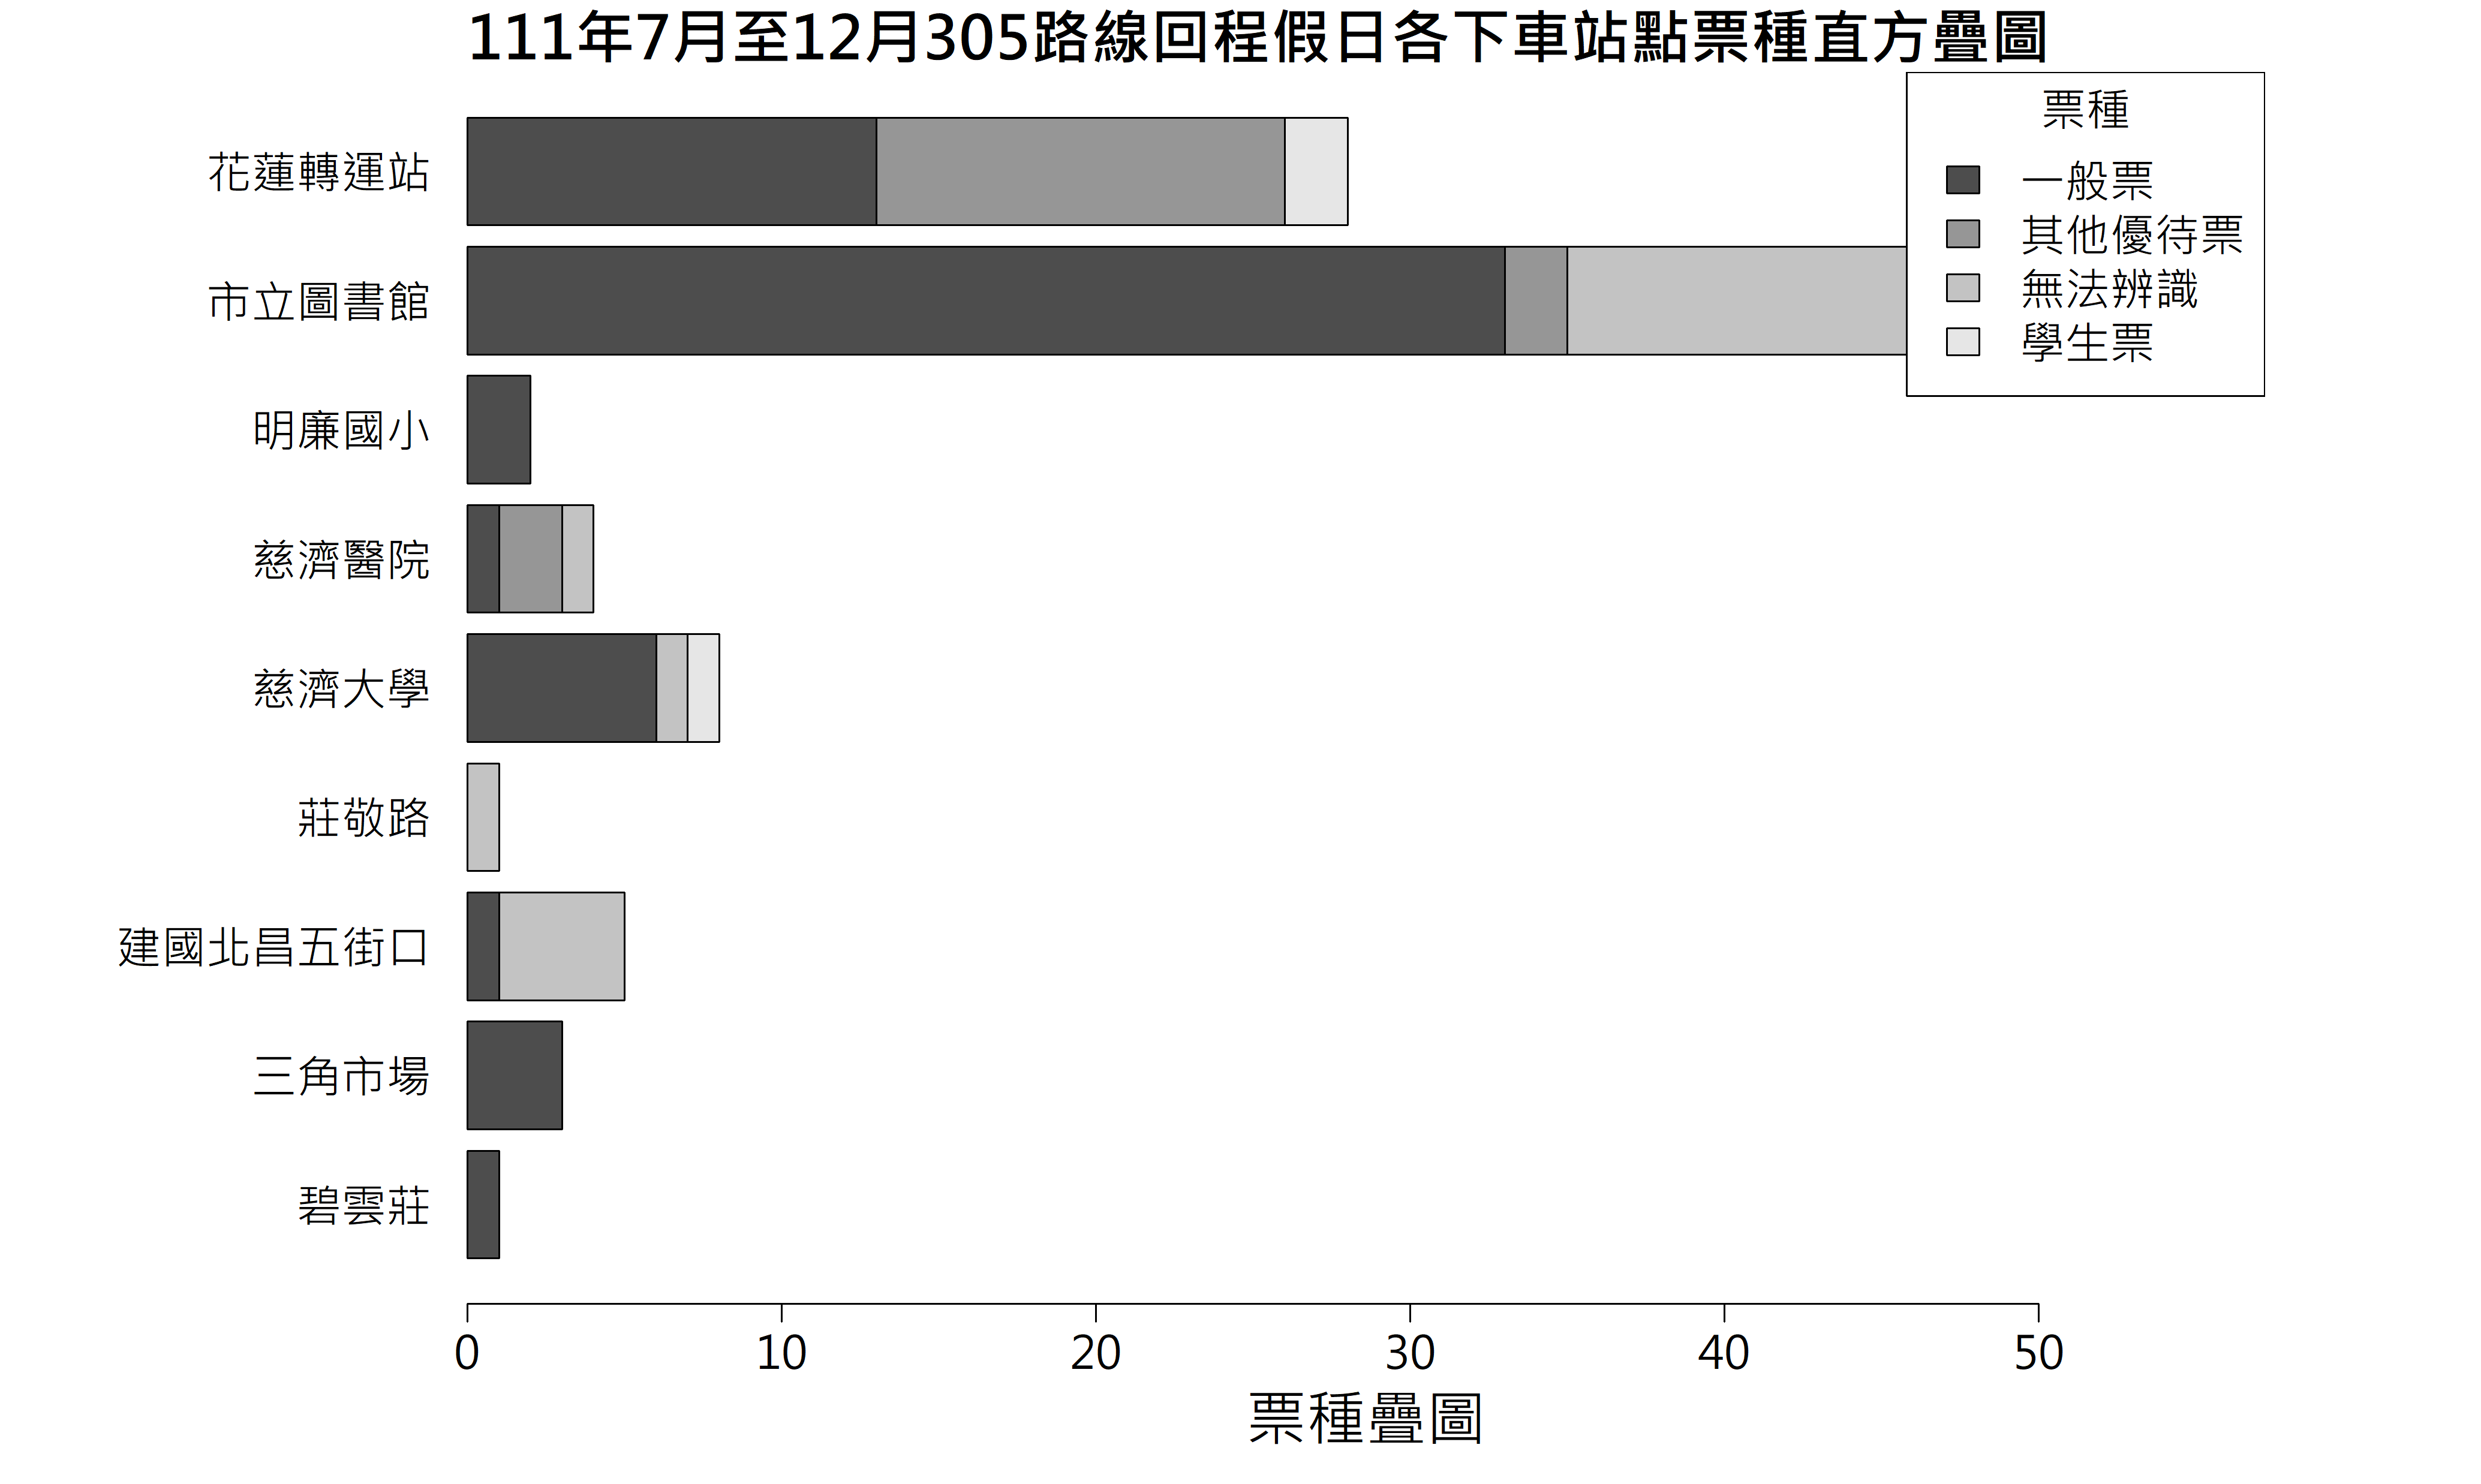 111年7月至12月305路線回程假日各下車站點票種直方疊圖
票種
一般票
其他優待票
無法辨識
學生票
花蓮轉運站
市立圖書館
明廉國小
慈濟醫院
慈濟大學
莊敬路
建國北昌五街口
三角市場
碧雲莊
0 10 20 30 40 50
票種疊圖